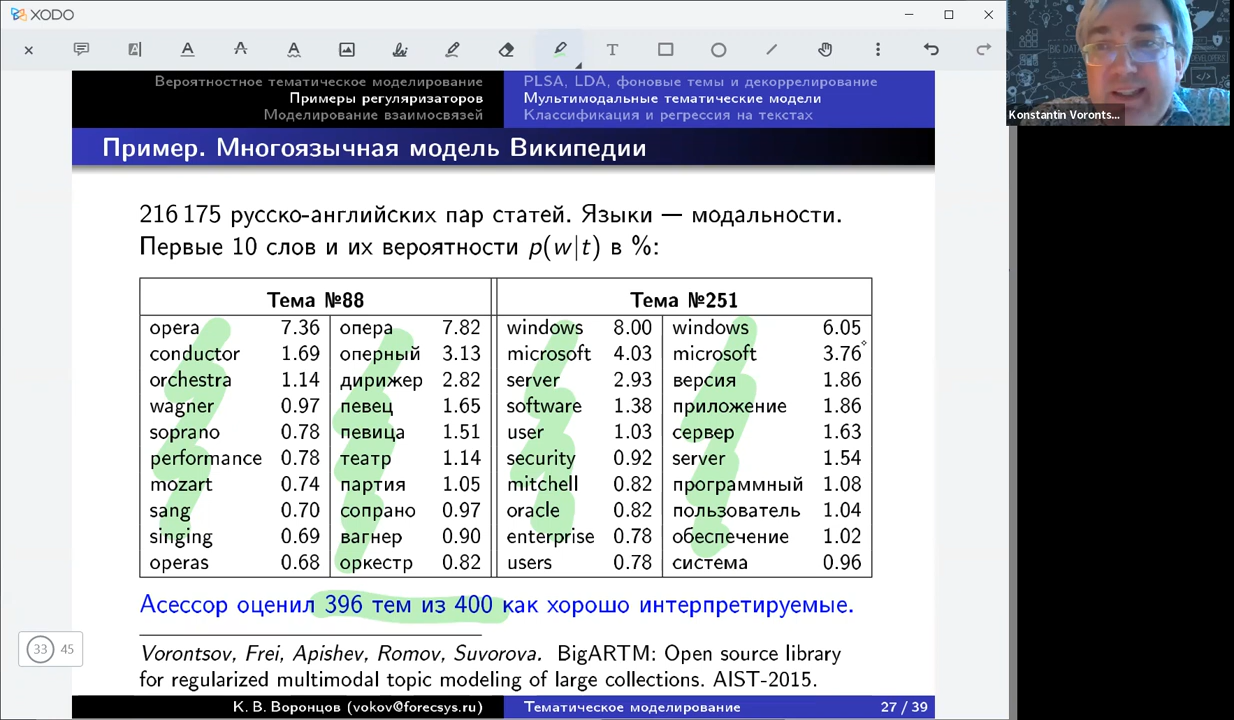 XODO
Вероятностное тематическое моделирование
Примеры регуляризаторов
Моделирование взаимосвязей
PLSA, LDA, фоновые темы и декоррелирование
Мультимодальные тематические модели
Классификация и регрессия на текстах
Konstantin Voronts...
Пример. Многоязычная модель Википедии
216 175 русско-английских пар статей. Языки — модальности.
Первые 10 слов и их вероятности p(w|t) в %:
Тема №88 Тема №251
opera 7.36 опера 7.82 windows 8.00 windows 6.05
conductor 1.69 оперный 3.13 microsoft 4.03 microsoft 3.76
orchestra 1.14 дирижер 2.82 server 2.93 версия 1.86
wagner 0.97 певец 1.65 software 1.38 приложение 1.86
soprano 0.78 певица 1.51 user 1.03 сервер 1.63
performance 0.78 театр 1.14 security 0.92 server 1.54
mozart 0.74 партия 1.05 mitchell 0.82 программный 1.08
sang 0.70 сопрано 0.97 oracle 0.82 пользователь 1.04
singing 0.69 вагнер 0.90 enterprise 0.78 обеспечение 1.02
operas 0.68 оркестр 0.82 users 0.78 система 0.96
Асессор оценил 396 тем из 400 как хорошо интерпретируемые.
Vorontsov, Frei, Apishev, Romov, Suvorova. BigARTM: Open source library
for regularized multimodal topic modeling of large collections. AIST-2015.
33 45
К. В. Воронцов (vokov@forecsys.ru) Тематическое моделирование 27 / 39